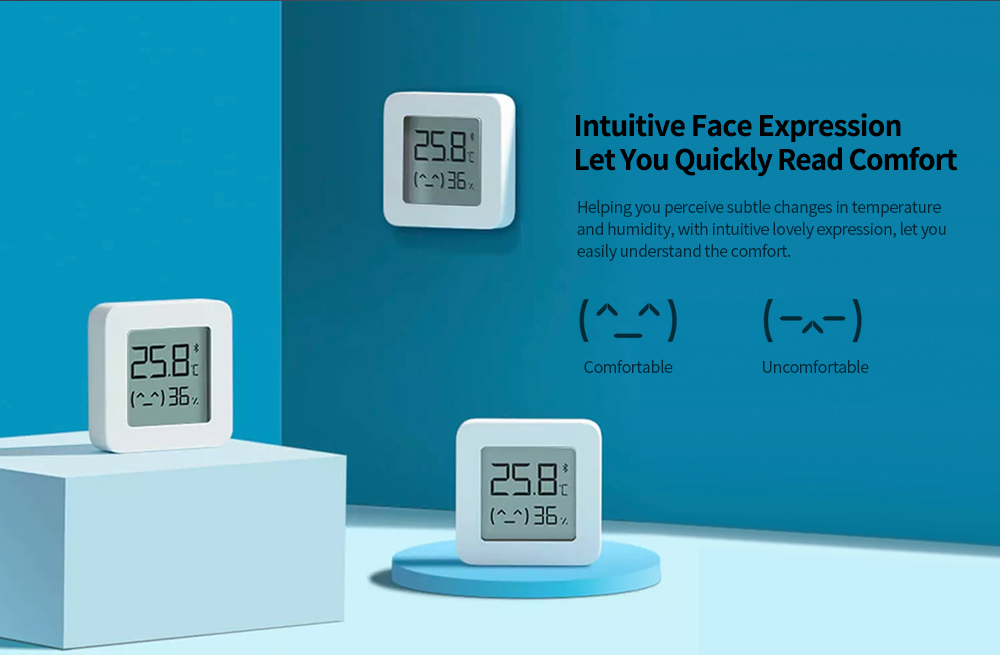 Intuitive Face Expression
Let You Quickly Read Comfort
Helping you perceive subtle changes in temperature
and humidity, with intuitive lovely expression, let you
easily understand the comfort.
(^_^) (-^-)
Comfortable Uncomfortable
25.8 ℃
(^_^) 36 %
25.8 ℃
(^_^) 36 %
25.8 ℃
(^_^) 36 %